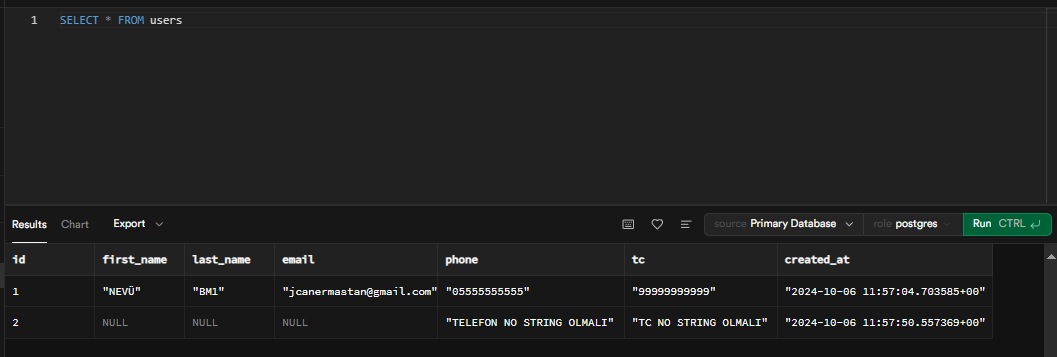 1 SELECT * FROM users
Results Chart Export source Primary Database role postgres Run CTRL ↵
id first_name last_name email phone tc created_at
1 "NEVÜ" "BM1" "jcanermastan@gmail.com" "05555555555" "99999999999" "2024-10-06 11:57:04.703585+00"
2 NULL NULL NULL "TELEFON NO STRING OLMALI" "TC NO STRING OLMALI" "2024-10-06 11:57:50.557369+00"